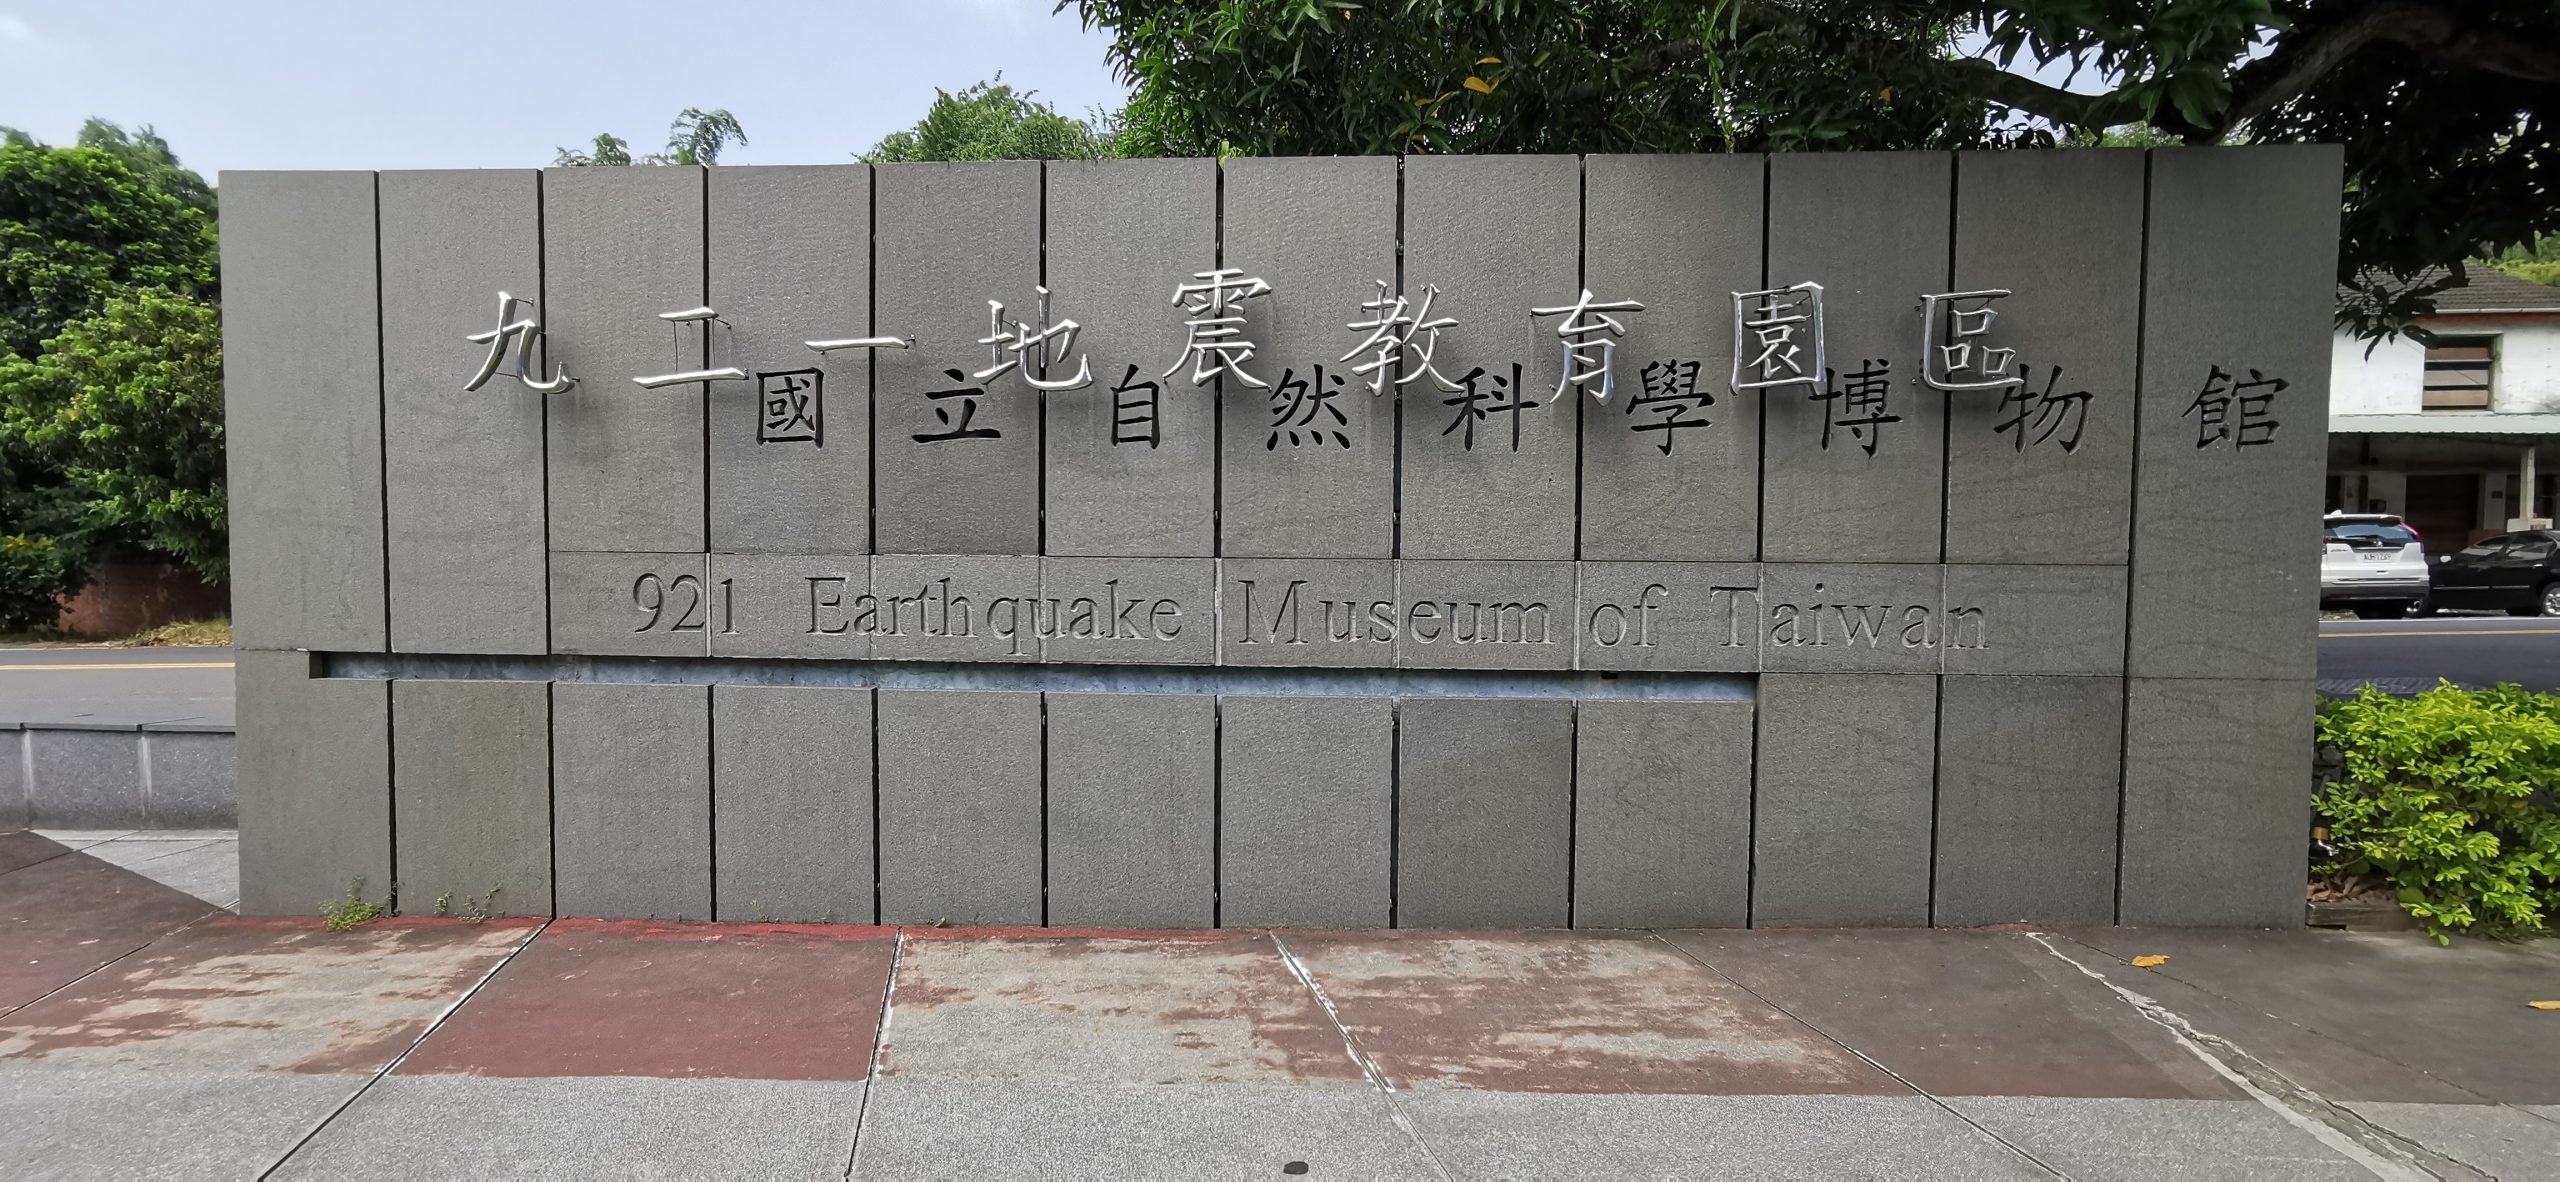 九二一地震教育園區
國立自然科學博物館
921 Earthquake Museum of Taiwan